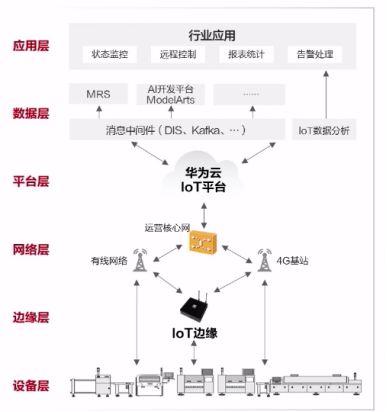 应用层
行业应用
状态监控
远程控制
报表统计
告警处理
数据层
MRS
AI开发平台
ModelArts
……
消息中间件（DIS、Kafka、…）
IoT数据分析
平台层
华为云
IoT平台
网络层
运营核心网
有线网络
4G基站
边缘层
IoT边缘
设备层